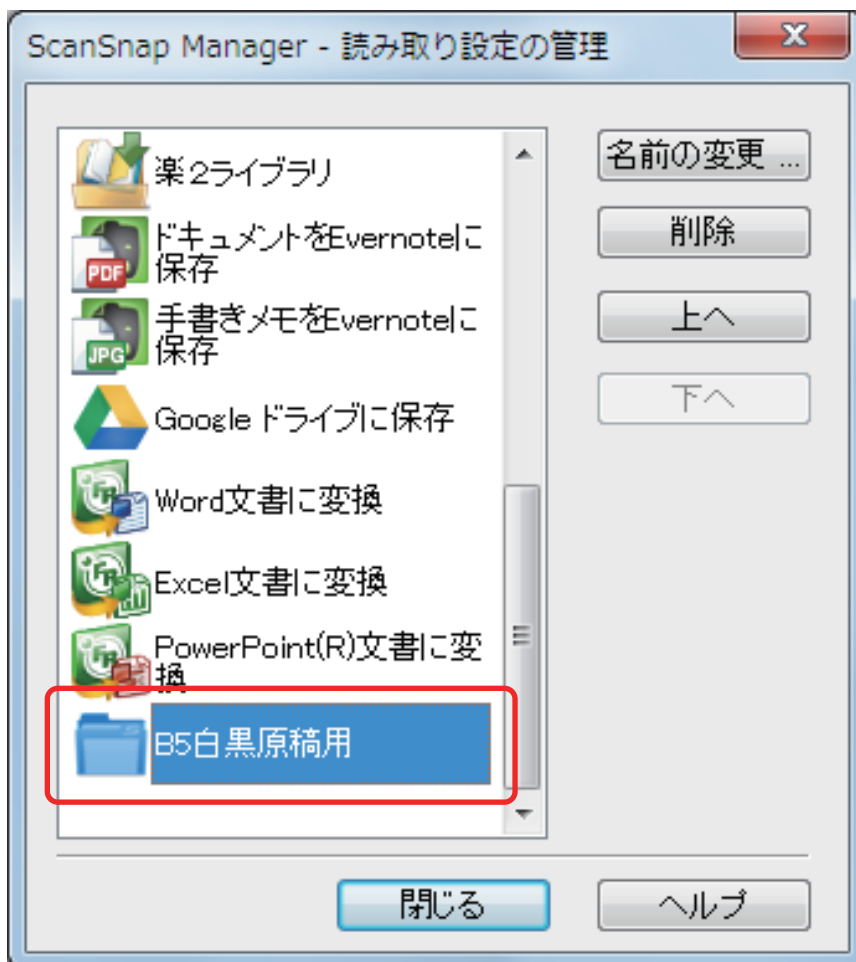 ScanSnap Manager - 読み取り設定の管理
楽2ライブラリ
ドキュメントをEvernoteに
保存
PDF
手書きメモをEvernoteに
保存
JPG
Google ドライブに保存
Word文書に変換
Excel文書に変換
PowerPoint(R)文書に変
換
B5白黒原稿用
名前の変更 ...
削除
上へ
下へ
閉じる
ヘルプ